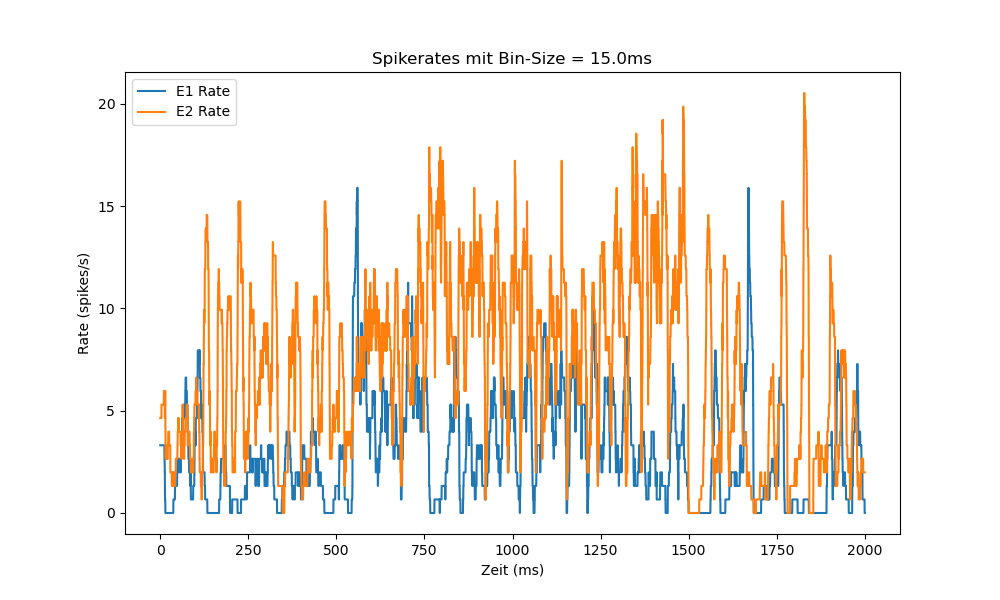 Spikerates mit Bin-Size = 15.0ms
E1 Rate
E2 Rate
20
15
10
5
0
Rate (spikes/s)
0 250 500 750 1000 1250 1500 1750 2000
Zeit (ms)